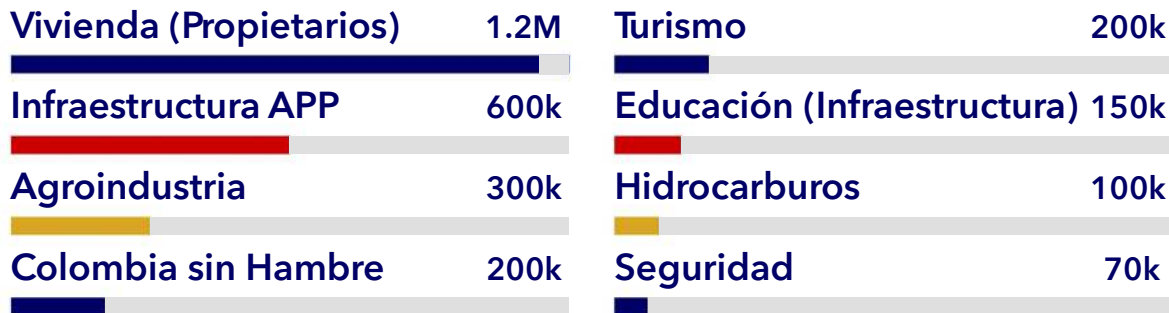 Vivienda (Propietarios) 1.2M
Infraestructura APP 600k
Agroindustria 300k
Colombia sin Hambre 200k
Turismo 200k
Educación (Infraestructura) 150k
Hidrocarburos 100k
Seguridad 70k